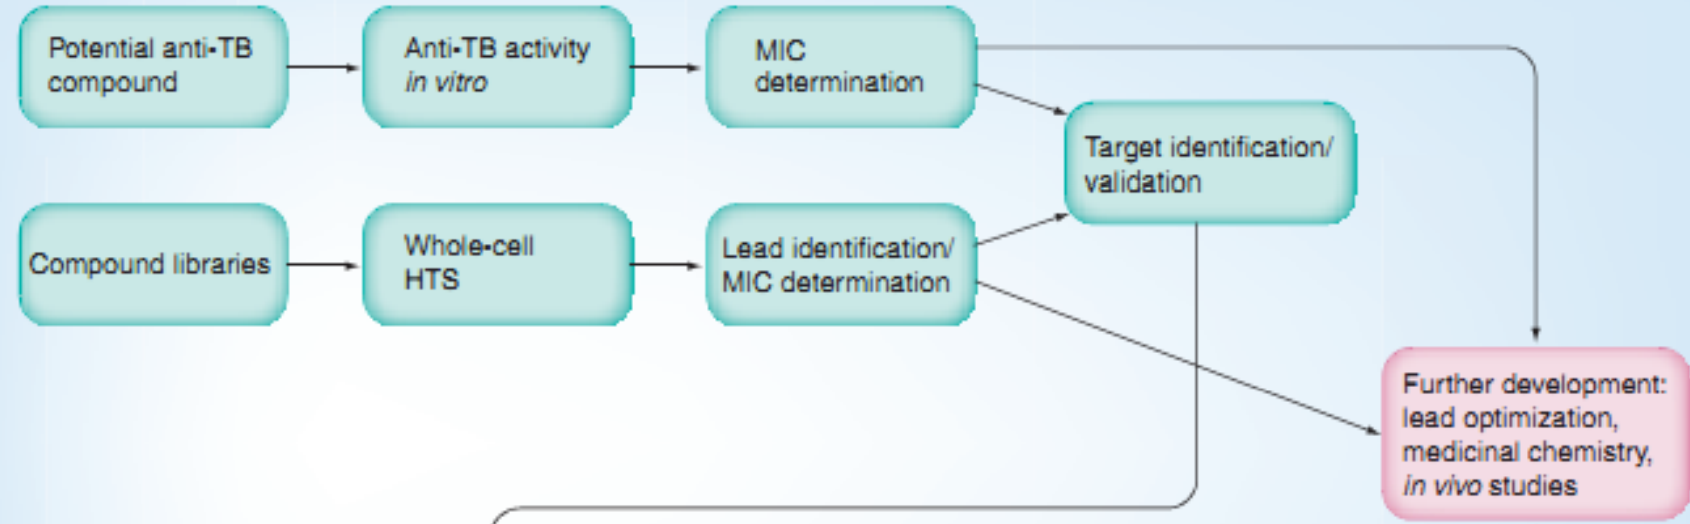 Potential anti-TB
compound
Anti-TB activity
in vitro
MIC
determination
Target identification/
validation
Compound libraries
Whole-cell
HTS
Lead identification/
MIC determination
Further development:
lead optimization,
medicinal chemistry,
in vivo studies